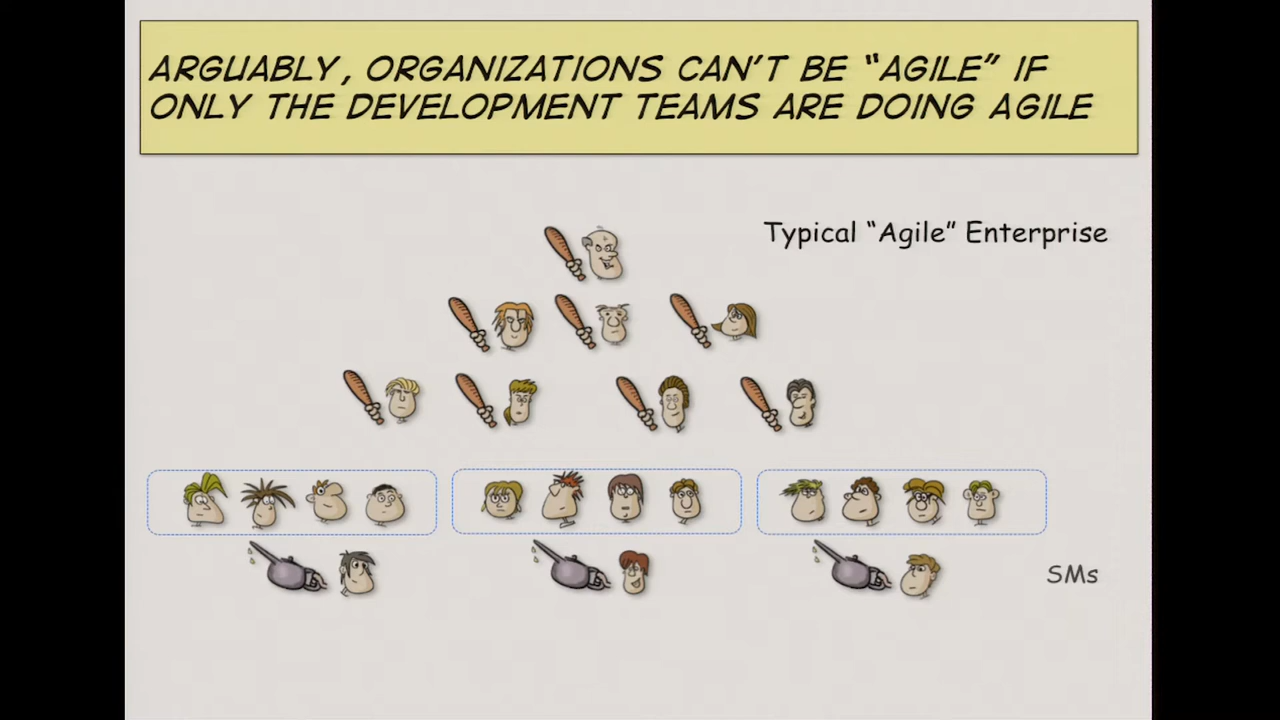 ARGUABLY, ORGANIZATIONS CAN'T BE “AGILE” IF
ONLY THE DEVELOPMENT TEAMS ARE DOING AGILE
Typical “Agile” Enterprise
SMs